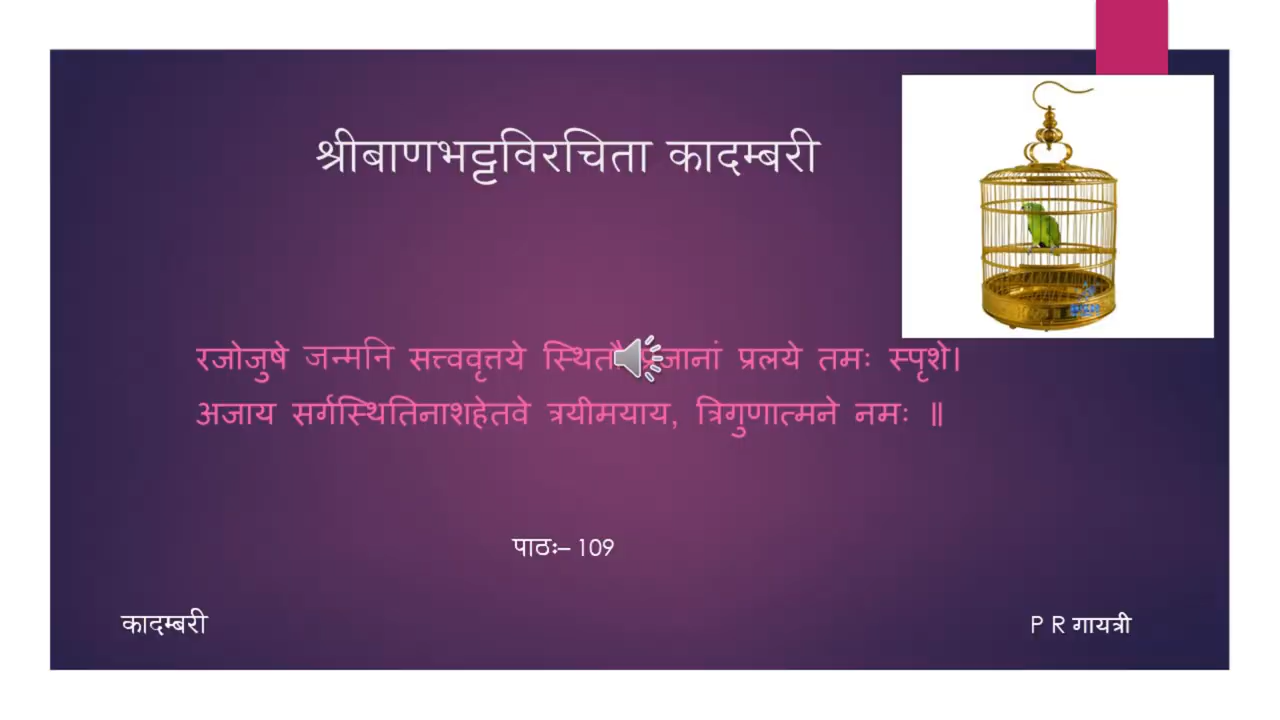 श्रीबाणभट्टविरचिता कादम्बरी
रजोजुषे जन्मनि सत्त्ववृत्तये स्थितौ प्रजानां प्रलये तमः स्पृशे।
अजाय सर्गस्थितिनाशहेतवे त्रयीमयाय, त्रिगुणात्मने नमः ॥
पाठः– 109
कादम्बरी
P R गायत्री